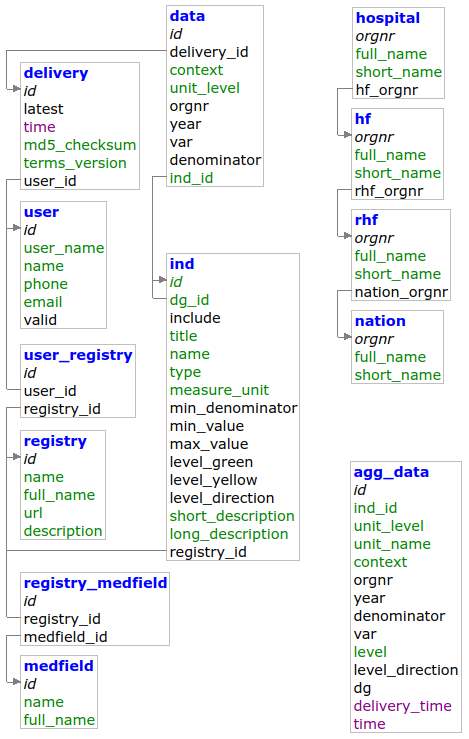 data
id
delivery_id
context
unit_level
orgnr
year
var
denominator
ind_id
delivery
id
latest
time
md5_checksum
terms_version
user_id
user
id
user_name
name
phone
email
valid
user_registry
id
user_id
registry_id
registry
id
name
full_name
url
description
registry_medfield
id
registry_id
medfield_id
medfield
id
name
full_name
ind
id
dg_id
include
title
name
type
measure_unit
min_denominator
min_value
max_value
level_green
level_yellow
level_direction
short_description
long_description
registry_id
hospital
orgnr
full_name
short_name
hf_orgnr
hf
orgnr
full_name
short_name
rhf_orgnr
rhf
orgnr
full_name
short_name
nation_orgnr
nation
orgnr
full_name
short_name
agg_data
id
ind_id
unit_level
unit_name
context
orgnr
year
denominator
var
level
level_direction
dg
delivery_time
time